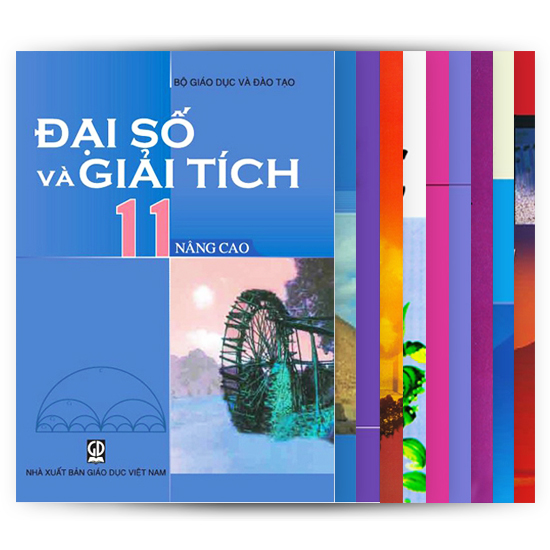 BỘ GIÁO DỤC VÀ ĐÀO TẠO
ĐẠI SỐ
VÀ GIẢI TÍCH
11
NÂNG CAO
GD
NHÀ XUẤT BẢN GIÁO DỤC VIỆT NAM